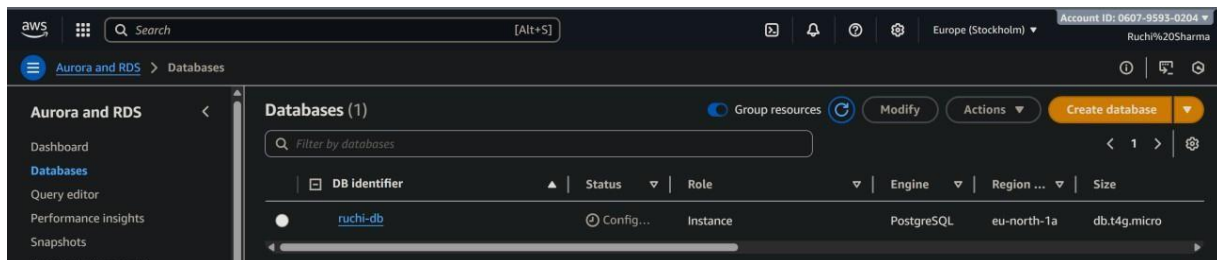 aws Search [Alt+S] Europe (Stockholm) Account ID: 0607-9593-0204
Ruchi%20Sharma
Aurora and RDS > Databases
Aurora and RDS
Databases (1) Group resources Modify Actions Create database
Dashboard
Filter by databases 1
Databases
DB identifier Status Role Engine Region ... Size
Query editor
Performance insights
ruchi-db Config... Instance PostgreSQL eu-north-1a db.t4g.micro
Snapshots